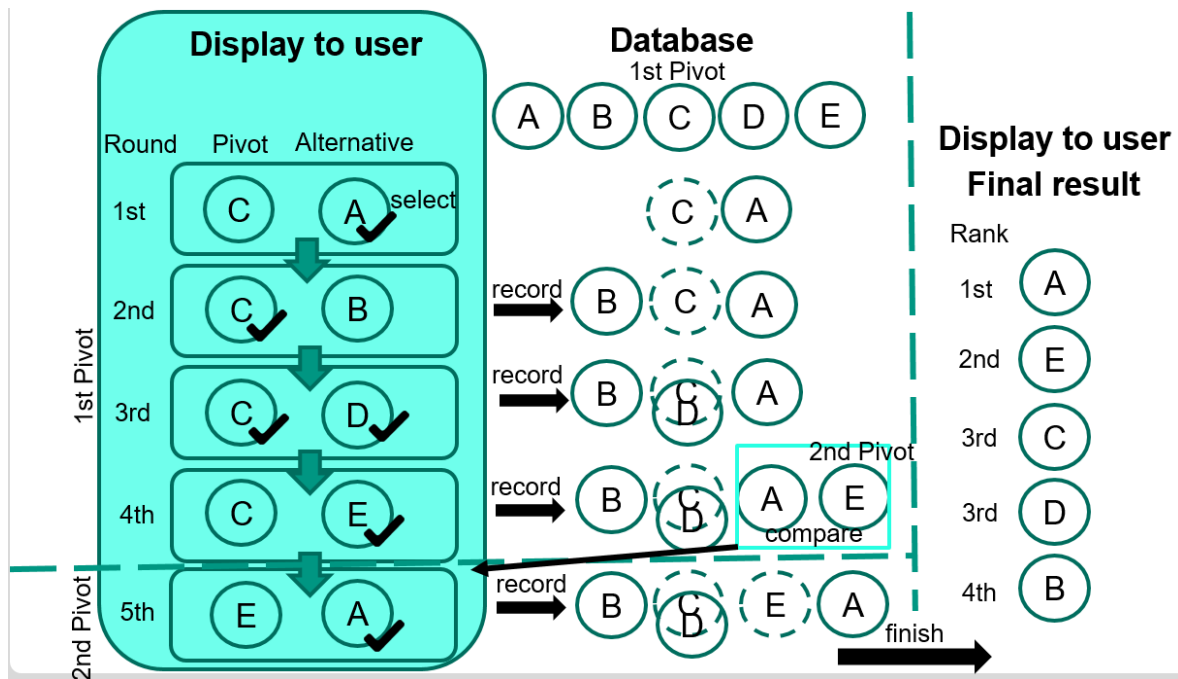 Display to user
Database
1st Pivot
A B C D E
Display to user
Final result
Round Pivot Alternative
1st C A select
C A
2nd C B
record
B C A
3rd C D
record
B C D A
4th C E
record
B C D A E
2nd Pivot
compare
5th E A
record
B C D E A
finish
1st Pivot
2nd Pivot
Rank
1st A
2nd E
3rd C
3rd D
4th B